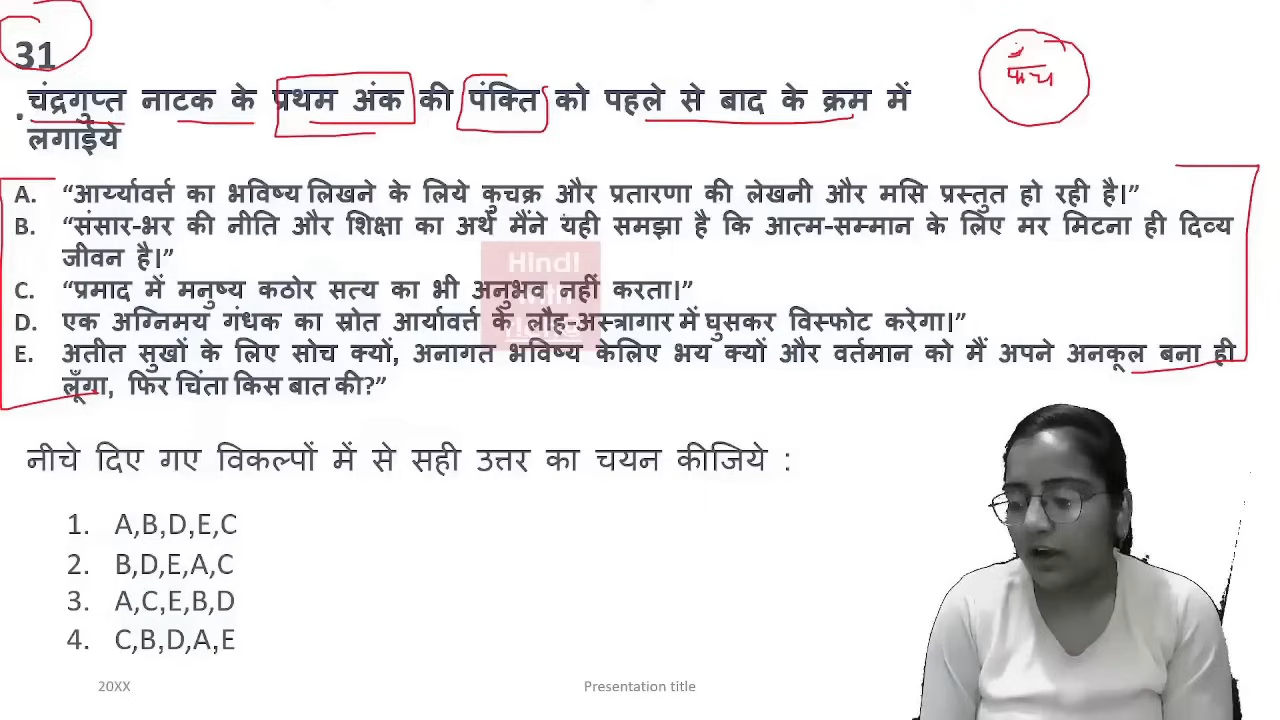 31
चंद्रगुप्त नाटक के प्रथम अंक की पंक्ति को पहले से बाद के क्रम में
. लगाईये
A. “आर्य्यावर्त्त का भविष्य लिखने के लिये कुचक्र और प्रतारणा की लेखनी और मसि प्रस्तुत हो रही है।”
B. “संसार-भर की नीति और शिक्षा का अर्थ मैंने यही समझा है कि आत्म-सम्मान के लिए मर मिटना ही दिव्य
जीवन है।”
C. “प्रमाद में मनुष्य कठोर सत्य का भी अनुभव नहीं करता।”
D. एक अग्निमय गंधक का स्रोत आर्यावर्त्त के लौह-अस्त्रागार में घुसकर विस्फोट करेगा।”
E. अतीत सुखों के लिए सोच क्यों, अनागत भविष्य केलिए भय क्यों और वर्तमान को मैं अपने अनकूल बना ही
लूँगा, फिर चिंता किस बात की?”
Hindi
with
नीचे दिए गए विकल्पों में से सही उत्तर का चयन कीजिये :
1. A,B,D,E,C
2. B,D,E,A,C
3. A,C,E,B,D
4. C,B,D,A,E
20XX
Presentation title